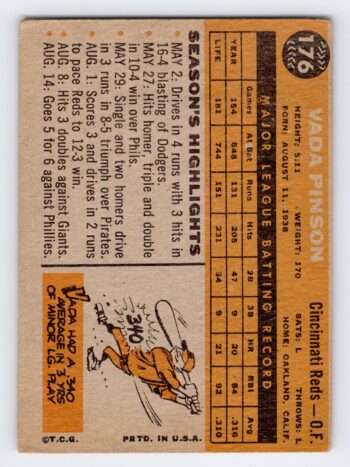 176
VADA PINSON
Cincinnati Reds — O.F.
HEIGHT: 5:11 WEIGHT: 170 BATS: L THROWS: L
BORN: AUGUST 11, 1938 HOME: OAKLAND, CALIF.
MAJOR LEAGUE BATTING RECORD
Games At Bat Runs Hits 2B 3B HR RBI Avg
YEAR 154 648 131 205 47 9 20 84 .316
LIFE 181 744 151 231 54 9 21 92 .310
SEASON'S HIGHLIGHTS
MAY 2: Drives in 4 runs with 3 hits in
16-4 blasting of Dodgers.
MAY 27: Hits homer, triple and double
in 10-4 win over Phils.
MAY 29: Single and two homers drive
in 3 runs in 8-5 triumph over Pirates.
AUG. 1: Scores 3 and drives in 2 runs
to pace Reds to 12-3 win.
AUG. 8: Hits 3 doubles against Giants.
AUG. 14: Goes 5 for 6 against Phillies.
340
VADA HAD A .340
AVERAGE IN 3 YRS
OF MINOR LG. PLAY
©T.C.G. PRTD. IN U.S.A.